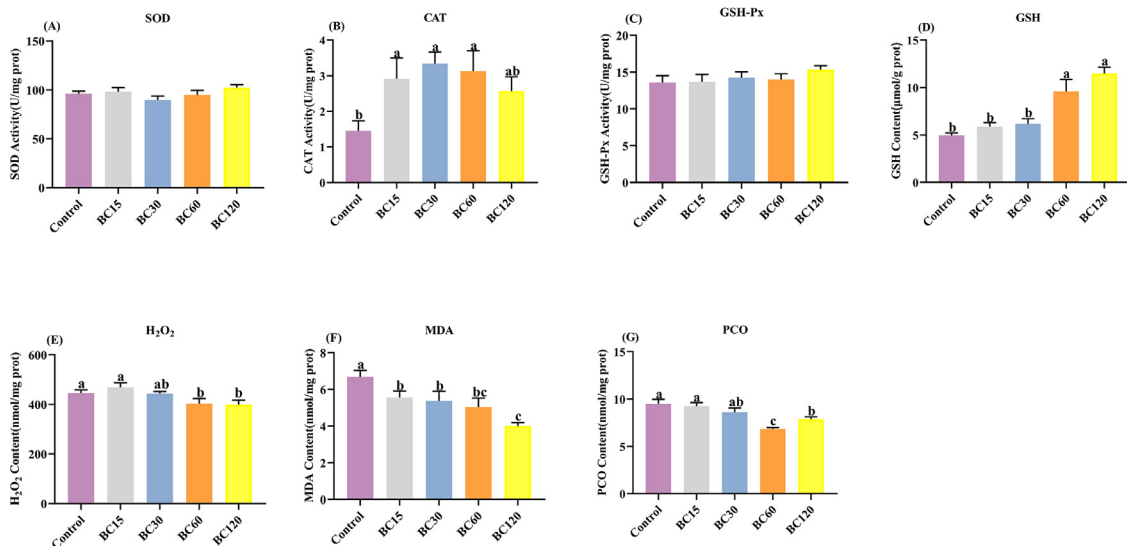 (A)
SOD
SOD Activity(U/mg prot)
150
100
50
0
Control
BC15
BC30
BC60
BC120
(B)
CAT
CAT Activity(U/mg prot)
4
3
2
1
0
b
a
a
a
ab
Control
BC15
BC30
BC60
BC120
(C)
GSH-Px
GSH-Px Activity(U/mg prot)
20
15
10
5
0
Control
BC15
BC30
BC60
BC120
(D)
GSH
GSH Content(μmol/g prot)
15
10
5
0
b
b
b
a
a
Control
BC15
BC30
BC60
BC120
(E)
H₂O₂
H₂O₂ Content(nmol/mg prot)
600
400
200
0
a
a
ab
b
b
Control
BC15
BC30
BC60
BC120
(F)
MDA
MDA Content(nmol/mg prot)
8
6
4
2
0
a
b
b
bc
c
Control
BC15
BC30
BC60
BC120
(G)
PCO
PCO Content(nmol/mg prot)
15
10
5
0
a
a
ab
c
b
Control
BC15
BC30
BC60
BC120